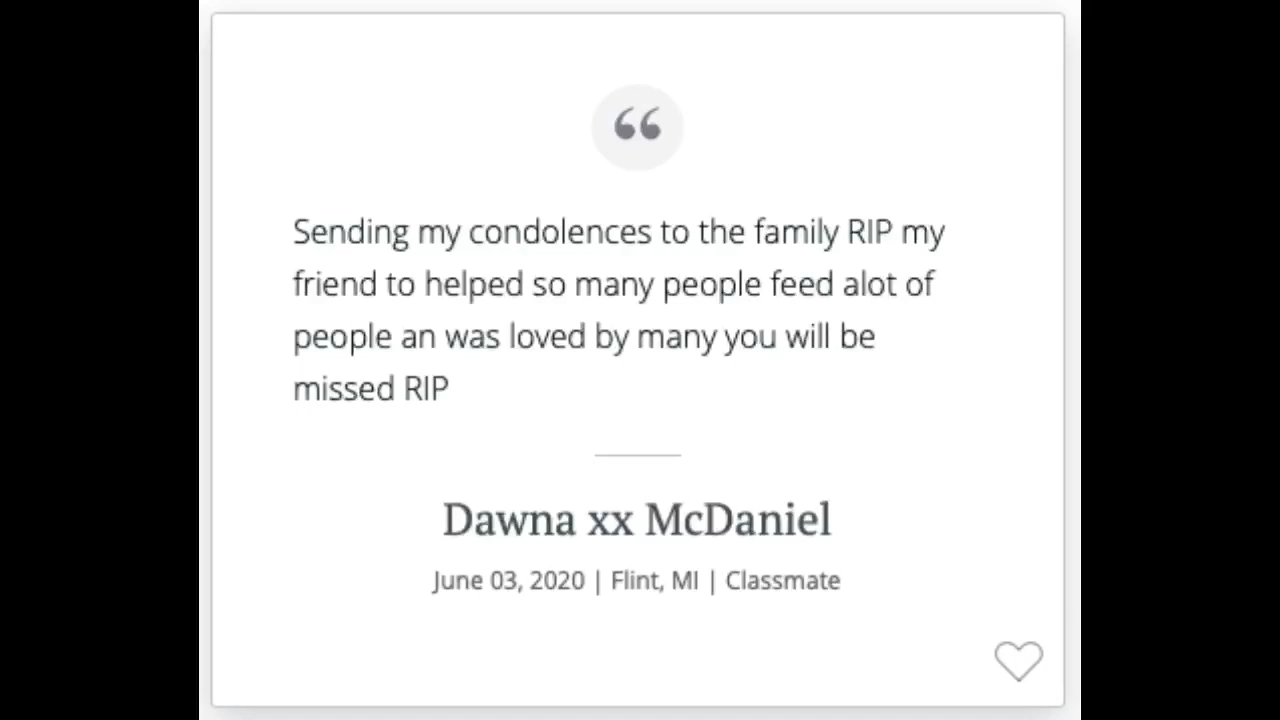 “
Sending my condolences to the family RIP my
friend to helped so many people feed alot of
people an was loved by many you will be
missed RIP
Dawna xx McDaniel
June 03, 2020 | Flint, MI | Classmate